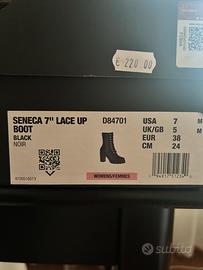 € 220.00
SENECA 7" LACE UP
BOOT
BLACK
NOIR
D84701
USA 7 M
UK/GB 5 M
EUR 38
CM 24
WOMENS/FEMMES
subito